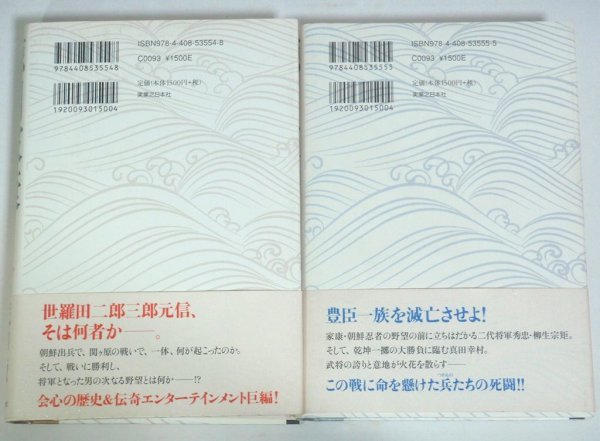 ISBN978-4-408-53554-8
C0093 ¥1500E
9784408535548
定価(本体1500円+税)
1920093015004
実業之日本社
世羅田二郎三郎元信、
そは何者か――。
朝鮮出兵で、関ヶ原の戦いで、一体、何が起こったのか。
そして、戦いに勝利し、
将軍となった男の次なる野望とは何か――!?
会心の歴史&伝奇エンターテインメント巨編!
ISBN978-4-408-53555-5
C0093 ¥1500E
9784408535555
定価(本体1500円+税)
1920093015004
実業之日本社
豊臣一族を滅亡させよ!
家康・朝鮮忍者の野望の前に立ちはだかる二代将軍秀忠・柳生宗矩。
そして、乾坤一擲の大勝負に臨む真田幸村。
武将の誇りと意地が火花を散らす――
この戦に命を懸けた兵たちの死闘!!
つわもの